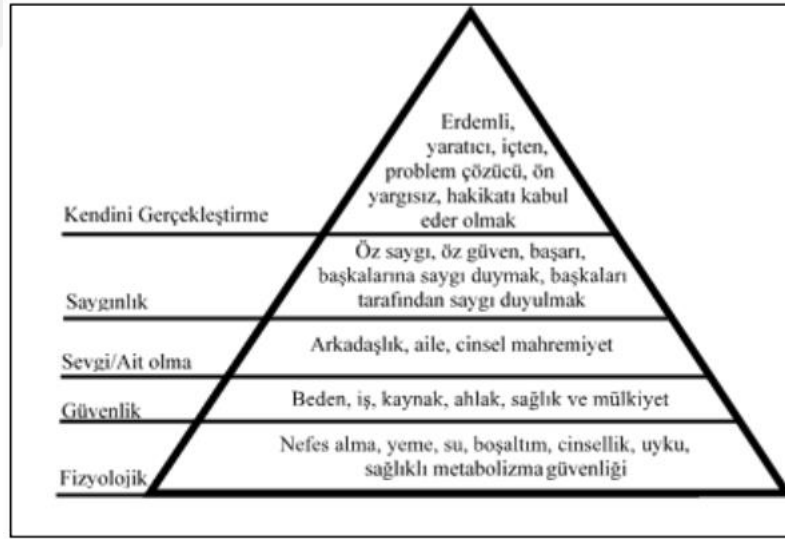 Erdemli,
yaratıcı, içten,
problem çözücü, ön
yargısız, hakikatı kabul
eder olmak
Kendini Gerçekleştirme
Öz saygı, öz güven, başarı,
başkalarına saygı duymak, başkaları
tarafından saygı duyulmak
Saygınlık
Arkadaşlık, aile, cinsel mahremiyet
Sevgi/Ait olma
Beden, iş, kaynak, ahlak, sağlık ve mülkiyet
Güvenlik
Nefes alma, yeme, su, boşaltım, cinsellik, uyku,
sağlıklı metabolizma güvenliği
Fizyolojik